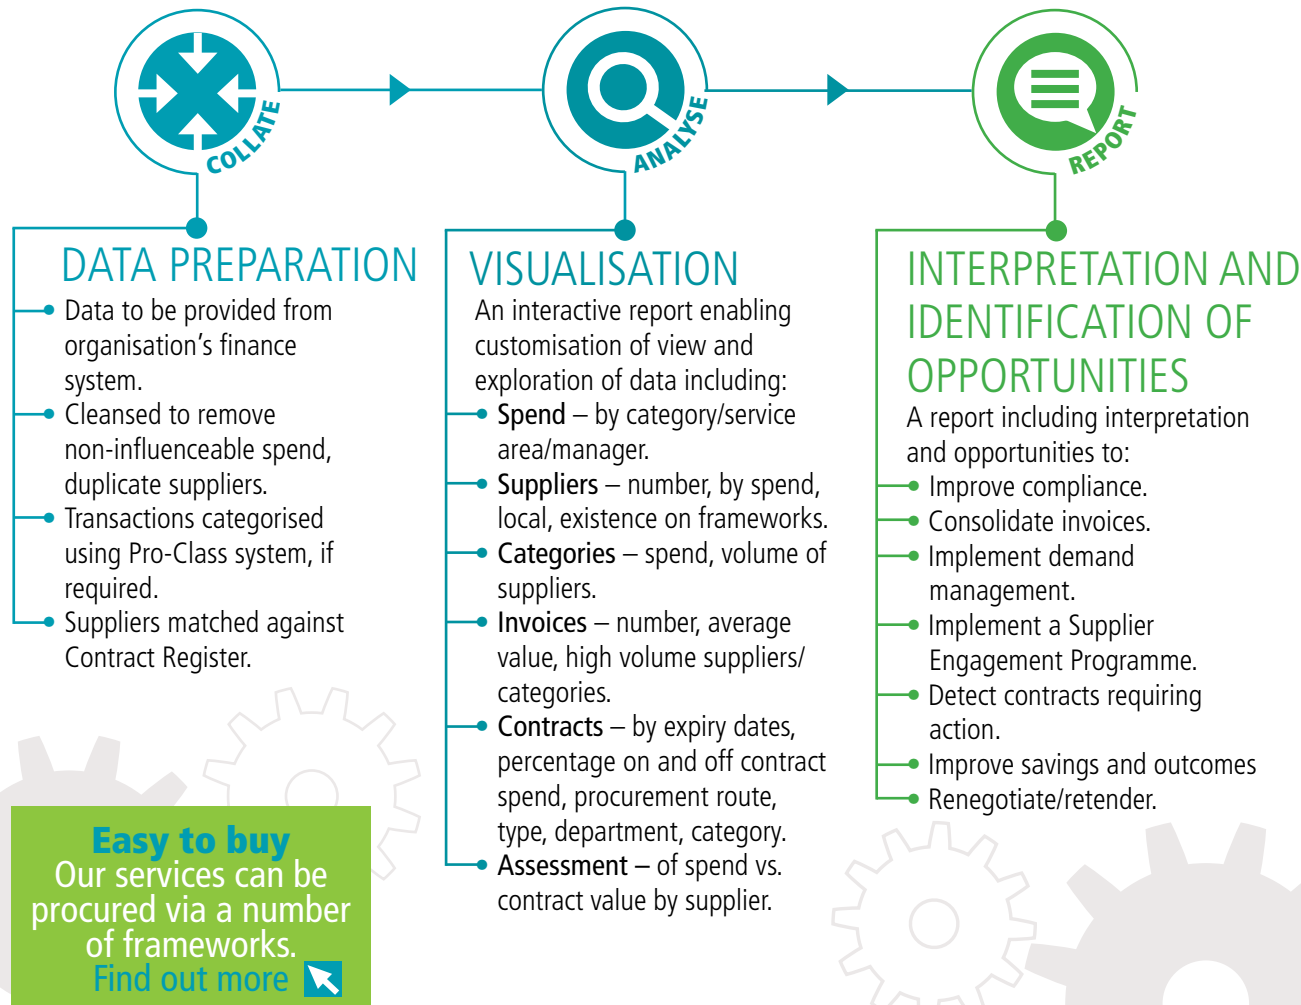 COLLATE
ANALYSE
REPORT
DATA PREPARATION
Data to be provided from
organisation's finance
system.
Cleansed to remove
non-influenceable spend,
duplicate suppliers.
Transactions categorised
using Pro-Class system, if
required.
Suppliers matched against
Contract Register.
VISUALISATION
An interactive report enabling
customisation of view and
exploration of data including:
Spend – by category/service
area/manager.
Suppliers – number, by spend,
local, existence on frameworks.
Categories – spend, volume of
suppliers.
Invoices – number, average
value, high volume suppliers/
categories.
Contracts – by expiry dates,
percentage on and off contract
spend, procurement route,
type, department, category.
Assessment – of spend vs.
contract value by supplier.
INTERPRETATION AND
IDENTIFICATION OF
OPPORTUNITIES
A report including interpretation
and opportunities to:
Improve compliance.
Consolidate invoices.
Implement demand
management.
Implement a Supplier
Engagement Programme.
Detect contracts requiring
action.
Improve savings and outcomes
Renegotiate/retender.
Easy to buy
Our services can be
procured via a number
of frameworks.
Find out more